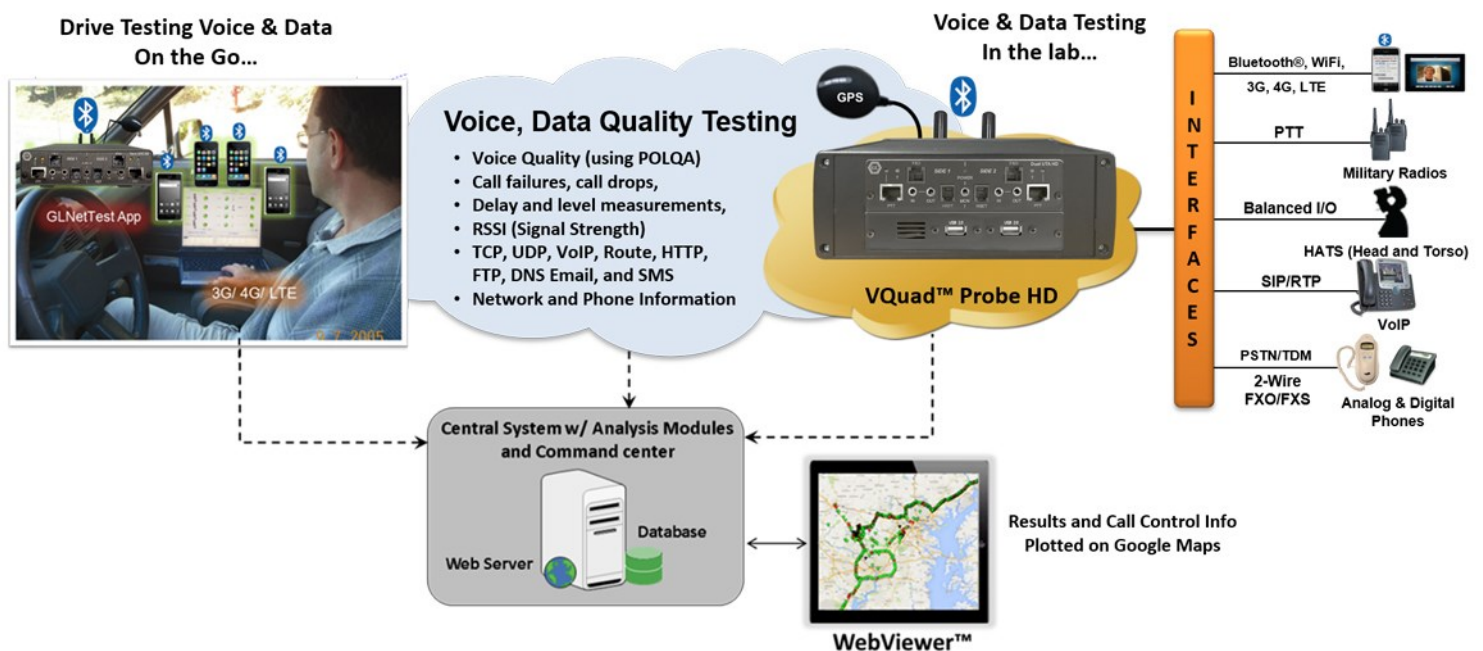 Drive Testing Voice & Data
On the Go...
GLNetTest App
3G/ 4G/ LTE
Voice, Data Quality Testing
• Voice Quality (using POLQA)
• Call failures, call drops,
• Delay and level measurements,
• RSSI (Signal Strength)
• TCP, UDP, VoIP, Route, HTTP,
FTP, DNS Email, and SMS
• Network and Phone Information
Voice & Data Testing
In the lab...
GPS
SIDE 1
SIDE 2
POWER
VQuad™ Probe HD
INTERFACES
Bluetooth®, WiFi,
3G, 4G, LTE
PTT
Military Radios
Balanced I/O
HATS (Head and Torso)
SIP/RTP
VoIP
PSTN/TDM
2-Wire
FXO/FXS
Analog & Digital
Phones
Central System w/ Analysis Modules
and Command center
Web Server
Database
Results and Call Control Info
Plotted on Google Maps
WebViewer™